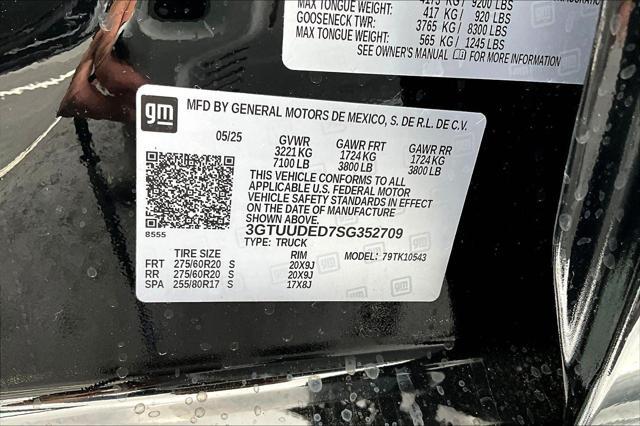 4173 KG / 9200 LBS
MAX TONGUE WEIGHT: 417 KG / 920 LBS
GOOSENECK TWR: 3765 KG / 8300 LBS
MAX TONGUE WEIGHT: 565 KG / 1245 LBS
SEE OWNER'S MANUAL FOR MORE INFORMATION
gm MFD BY GENERAL MOTORS DE MEXICO, S. DE R.L. DE C.V.
05/25 GVWR GAWR FRT GAWR RR
3221 KG 1724 KG 1724 KG
7100 LB 3800 LB 3800 LB
THIS VEHICLE CONFORMS TO ALL
APPLICABLE U.S. FEDERAL MOTOR
VEHICLE SAFETY STANDARDS IN EFFECT
ON THE DATE OF MANUFACTURE
SHOWN ABOVE.
8555 3GTUUDED7SG352709
TYPE: TRUCK
TIRE SIZE RIM MODEL: 79TK10543
FRT 275/60R20 S 20X9J
RR 275/60R20 S 20X9J
SPA 255/80R17 S 17X8J